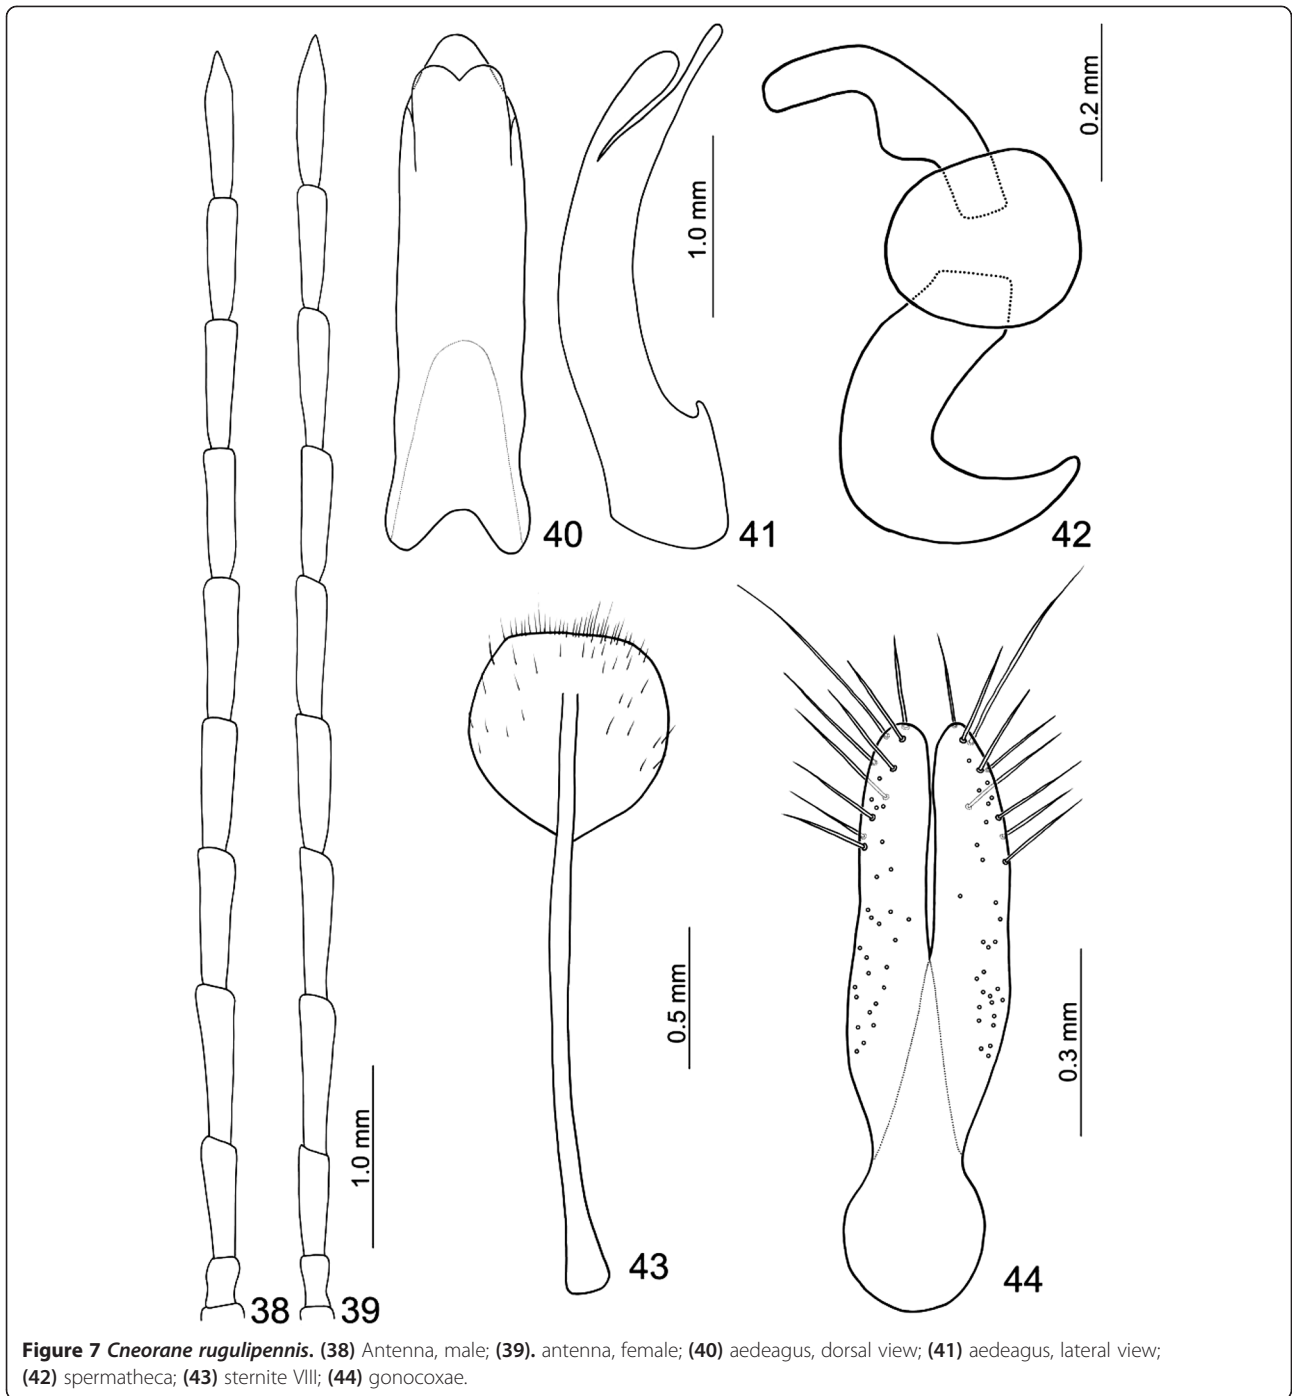 0.2 mm
1.0 mm
40
41
42
0.5 mm
0.3 mm
1.0 mm
43
44
38
39
Figure 7 Cneorane rugulipennis. (38) Antenna, male; (39). antenna, female; (40) aedeagus, dorsal view; (41) aedeagus, lateral view;
(42) spermatheca; (43) sternite VIII; (44) gonocoxae.